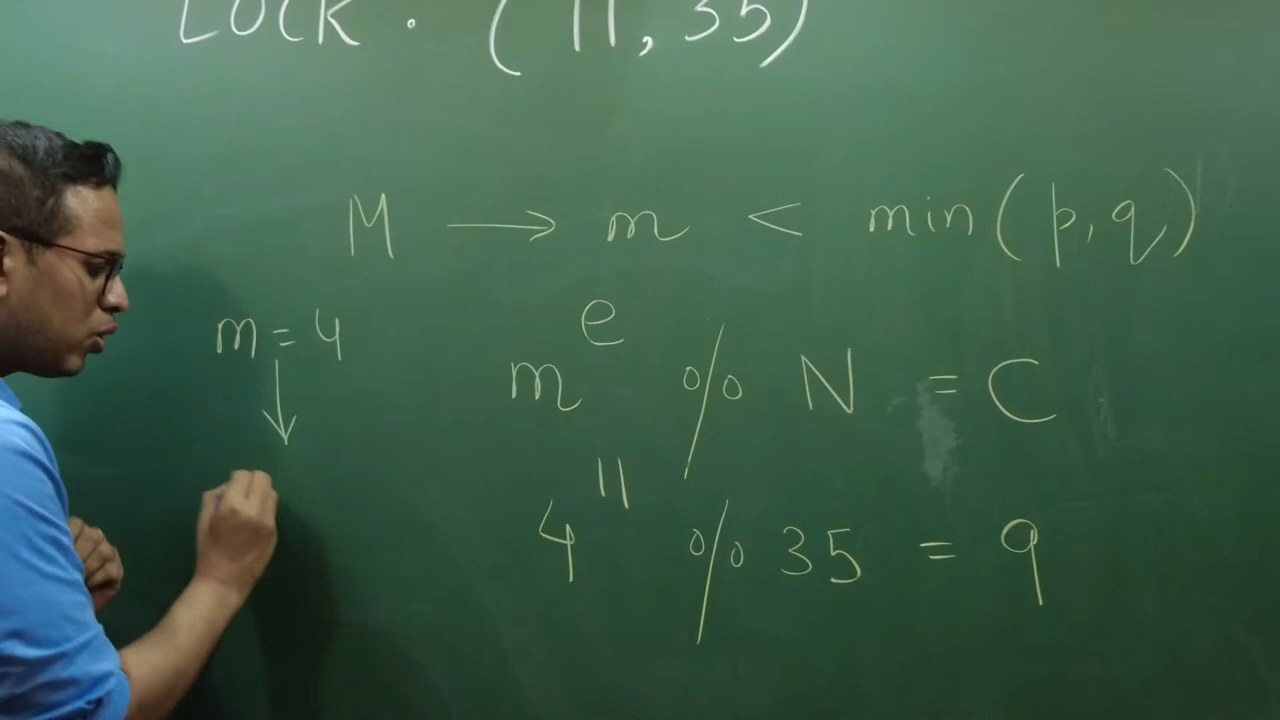 Lock : (11, 35)
M → m < min(p, q)
m = 4
↓
m^e % N = C
4^11 % 35 = 9